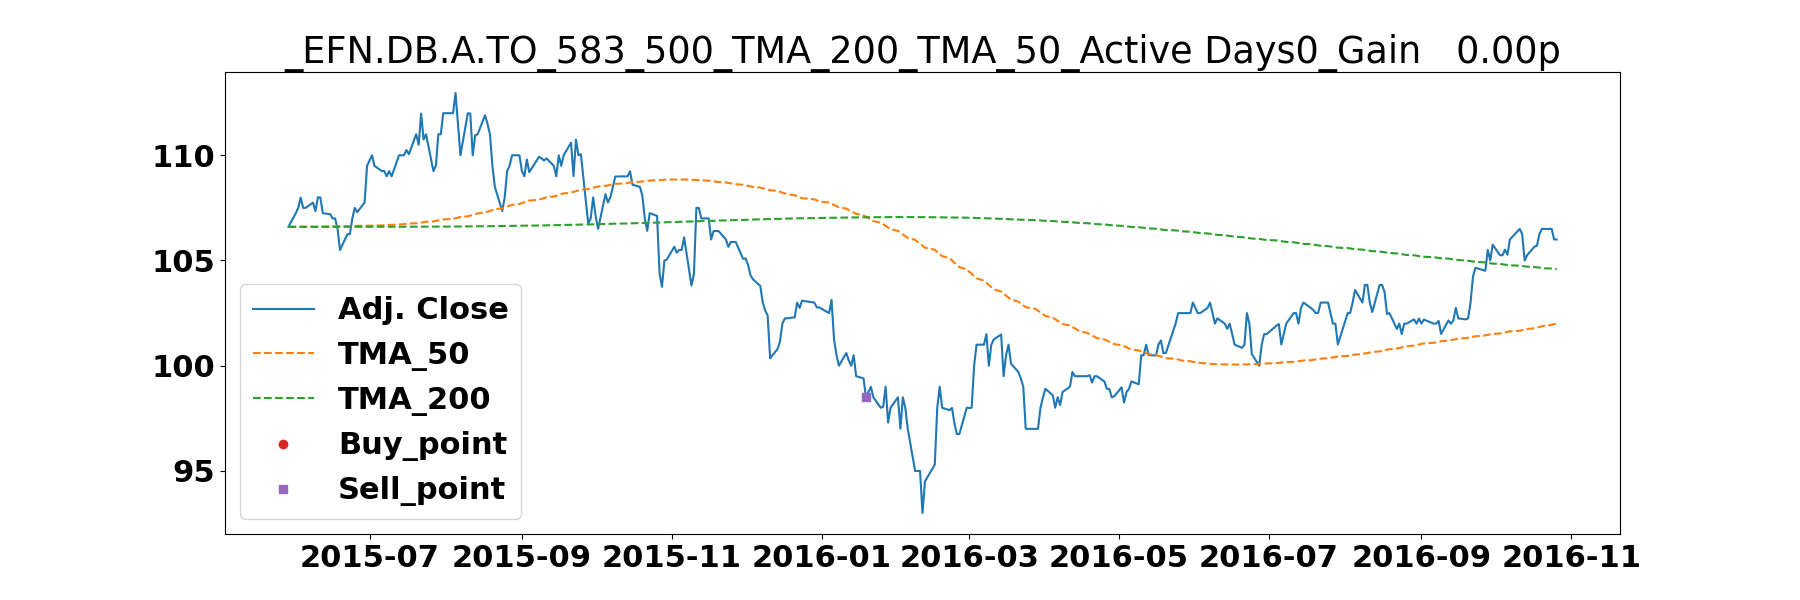 _EFN.DB.A.TO_583_500_TMA_200_TMA_50_Active Days0_Gain   0.00p
110
105
100
95
Adj. Close
TMA_50
TMA_200
Buy_point
Sell_point
2015-07 2015-09 2015-11 2016-01 2016-03 2016-05 2016-07 2016-09 2016-11